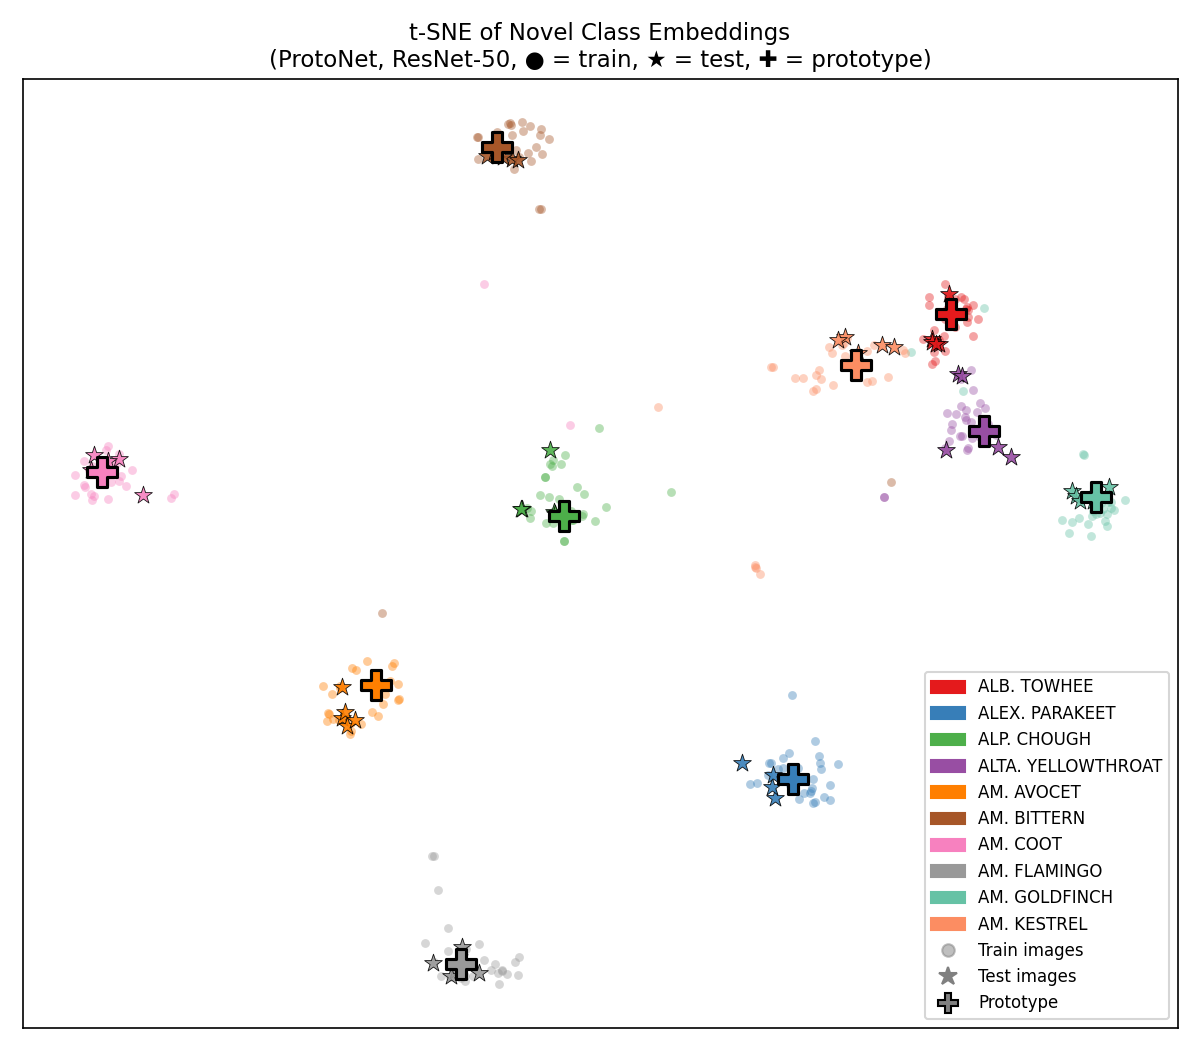 t-SNE of Novel Class Embeddings
(ProtoNet, ResNet-50, ● = train, ★ = test, ✚ = prototype)
ALB. TOWHEE
ALEX. PARAKEET
ALP. CHOUGH
ALTA. YELLOWTHROAT
AM. AVOCET
AM. BITTERN
AM. COOT
AM. FLAMINGO
AM. GOLDFINCH
AM. KESTREL
Train images
Test images
Prototype